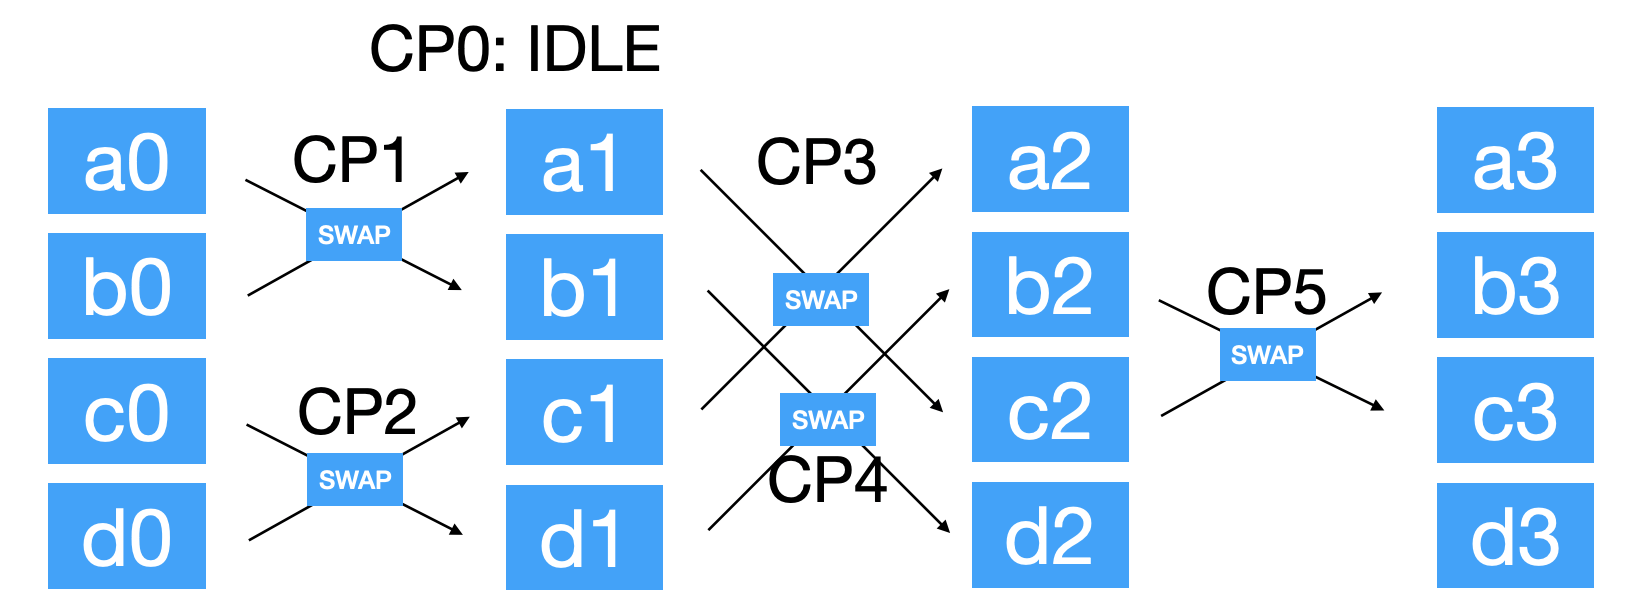 CP0: IDLE
a0
b0
c0
d0
CP1
SWAP
CP2
SWAP
a1
b1
c1
d1
CP3
SWAP
SWAP
CP4
a2
b2
c2
d2
CP5
SWAP
a3
b3
c3
d3